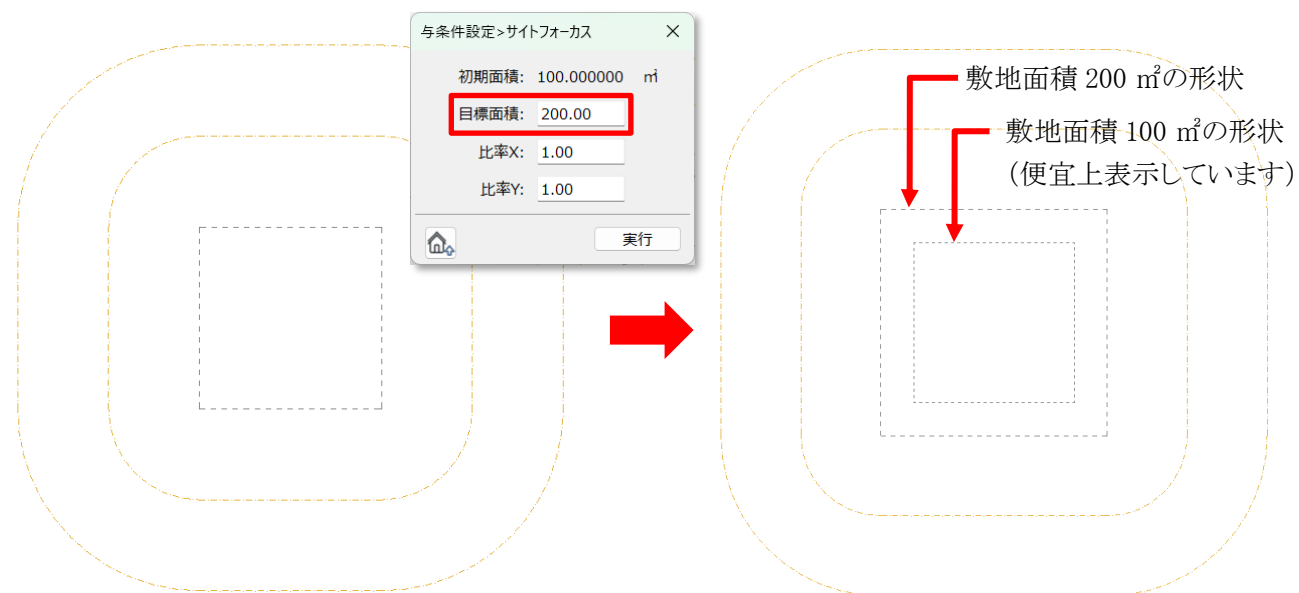 与条件設定>サイトフォーカス
初期面積: 100.000000 ㎡
目標面積: 200.00
比率X: 1.00
比率Y: 1.00
実行
敷地面積 200 ㎡の形状
敷地面積 100 ㎡の形状
(便宜上表示しています)